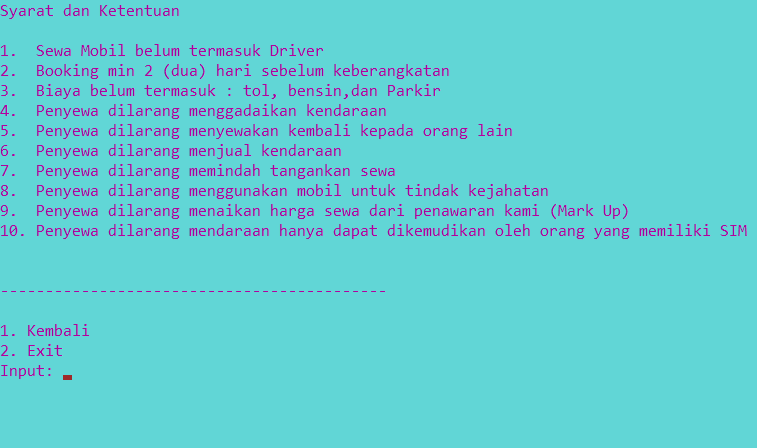 Syarat dan Ketentuan
1. Sewa Mobil belum termasuk Driver
2. Booking min 2 (dua) hari sebelum keberangkatan
3. Biaya belum termasuk : tol, bensin,dan Parkir
4. Penyewa dilarang menggadaikan kendaraan
5. Penyewa dilarang menyewakan kembali kepada orang lain
6. Penyewa dilarang menjual kendaraan
7. Penyewa dilarang memindah tangankan sewa
8. Penyewa dilarang menggunakan mobil untuk tindak kejahatan
9. Penyewa dilarang menaikan harga sewa dari penawaran kami (Mark Up)
10. Penyewa dilarang mendaraan hanya dapat dikemudikan oleh orang yang memiliki SIM
-------------------------------------------
1. Kembali
2. Exit
Input: